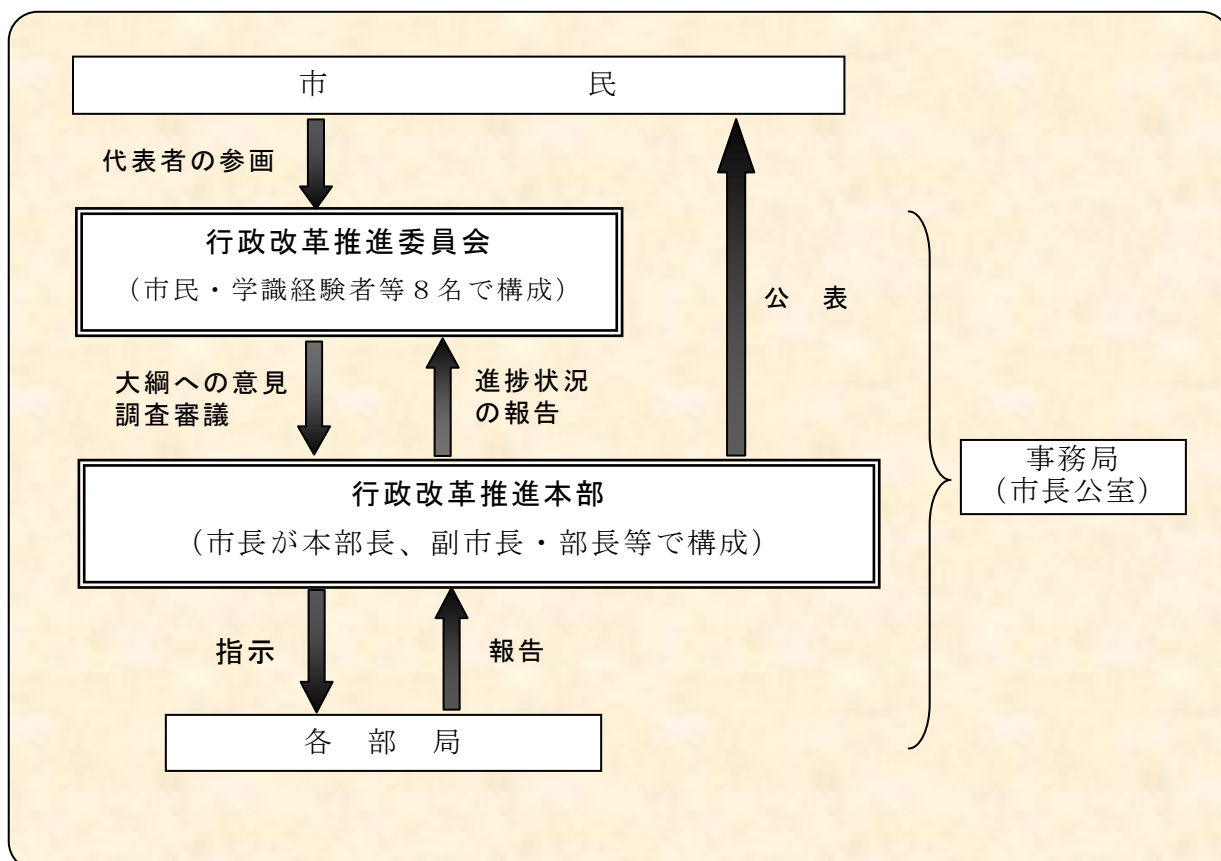 市　民
代表者の参画
行政改革推進委員会
（市民・学識経験者等８名で構成）
公　表
大綱への意見
調査審議
進捗状況
の報告
行政改革推進本部
（市長が本部長、副市長・部長等で構成）
事務局
（市長公室）
指示
報告
各　部　局